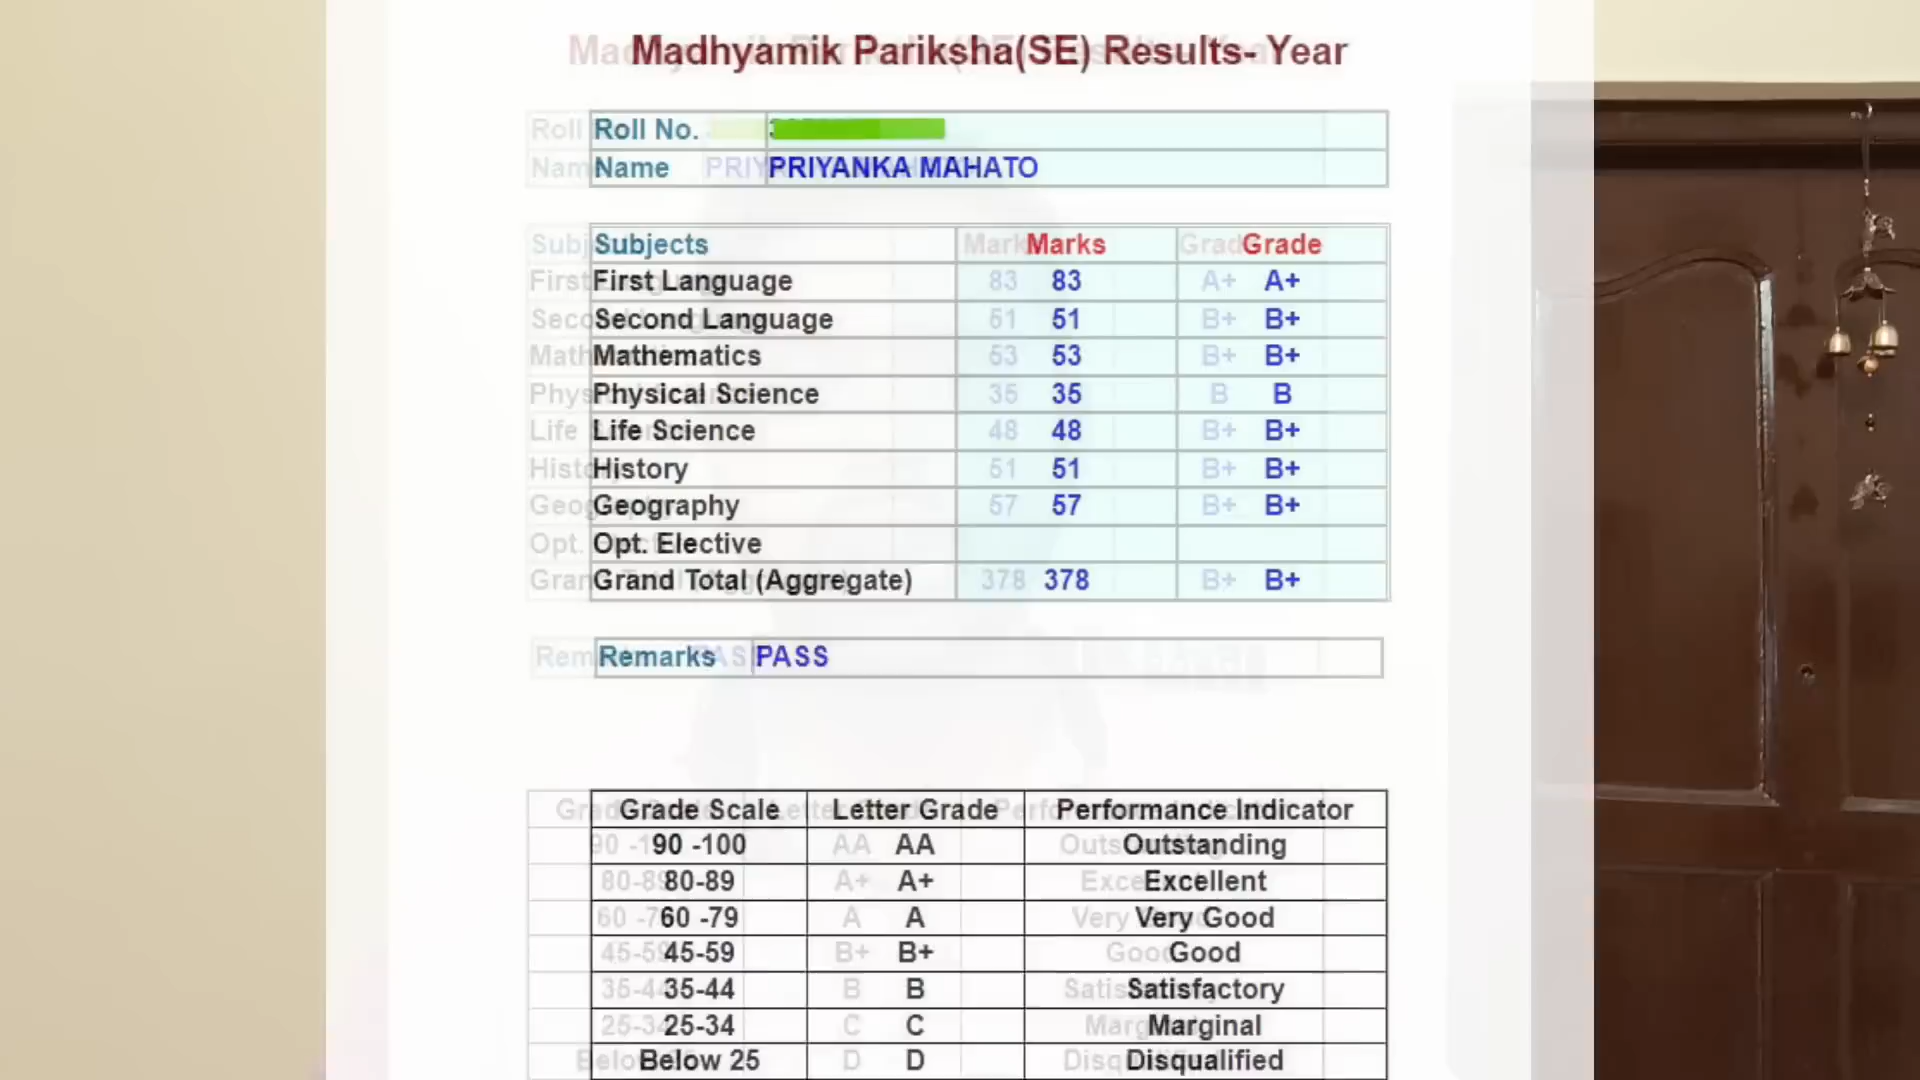 Madhyamik Pariksha(SE) Results- Year
Roll No.
Name PRIYANKA MAHATO
Subjects Marks Grade
First Language 83 A+
Second Language 51 B+
Mathematics 53 B+
Physical Science 35 B
Life Science 48 B+
History 51 B+
Geography 57 B+
Opt. Elective
Grand Total (Aggregate) 378 B+
Remarks PASS
Grade Scale Letter Grade Performance Indicator
90 -100 AA Outstanding
80-89 A+ Excellent
60 -79 A Very Good
45-59 B+ Good
35-44 B Satisfactory
25-34 C Marginal
Below 25 D Disqualified